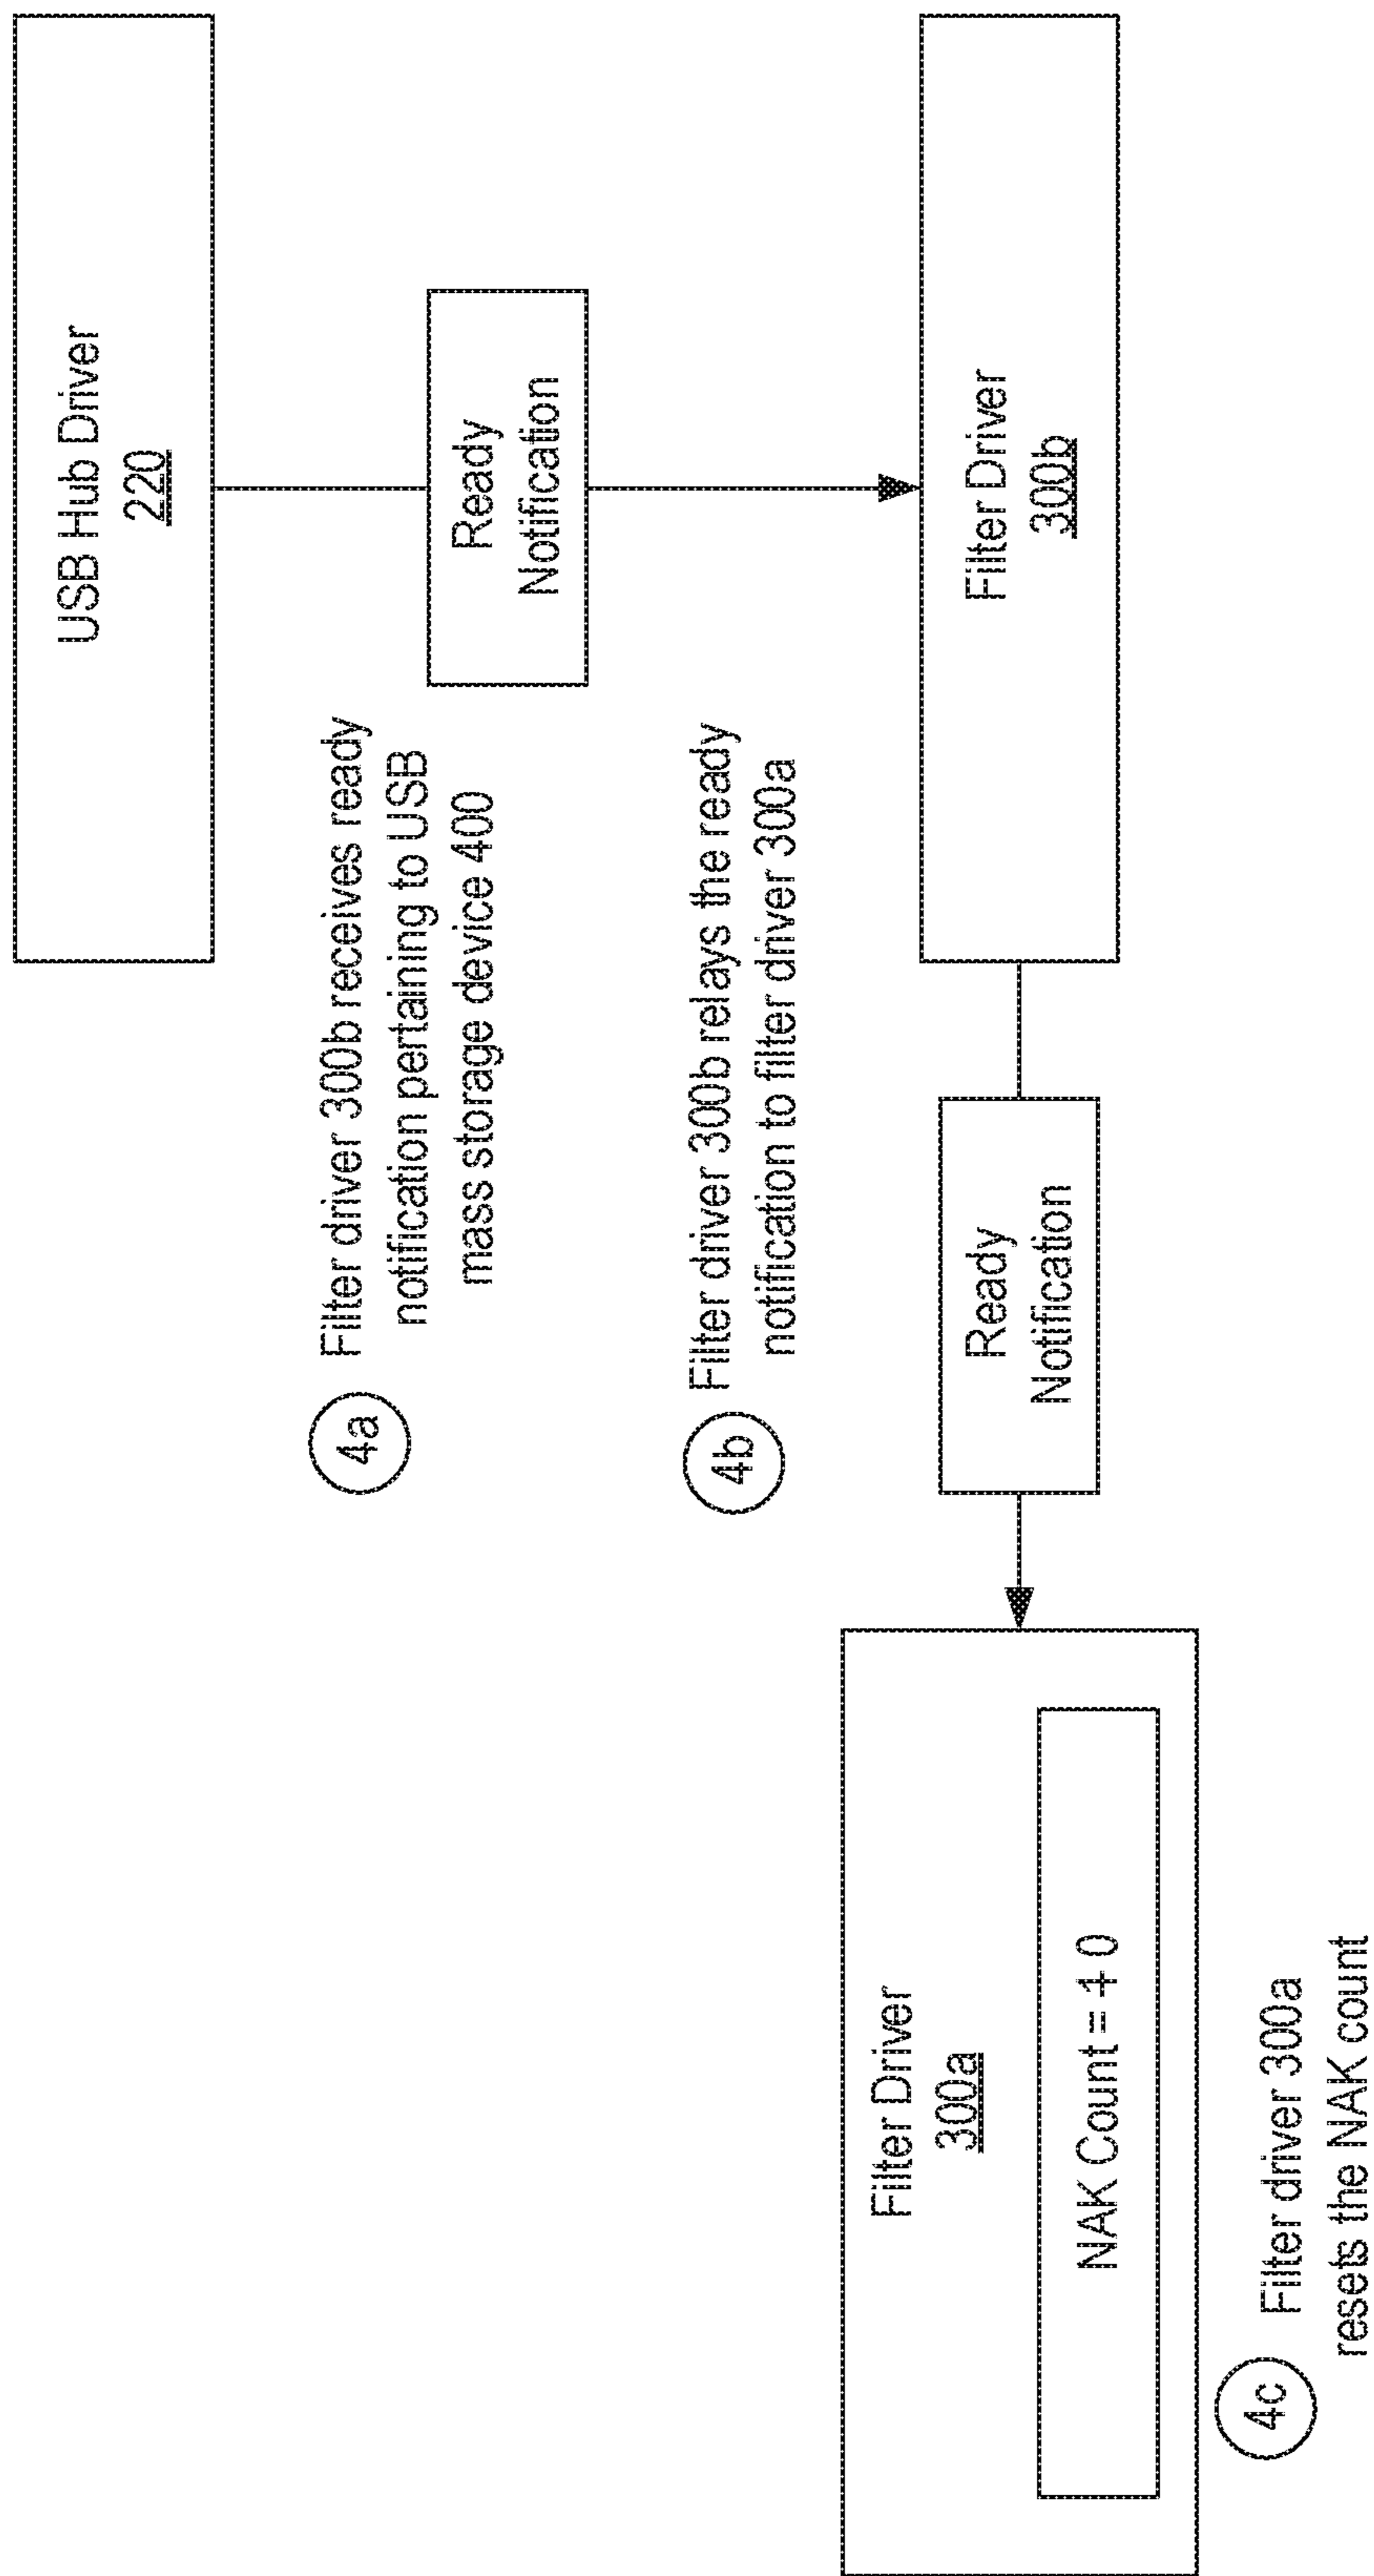 USB Hub Driver
220
4a
Filter driver 300b receives ready
notification pertaining to USB
mass storage device 400
Ready
Notification
4b
Filter driver 300b relays the ready
notification to filter driver 300a
Filter Driver
300a
NAK Count = 1 0
Ready
Notification
Filter Driver
300b
4c
Filter driver 300a
resets the NAK count